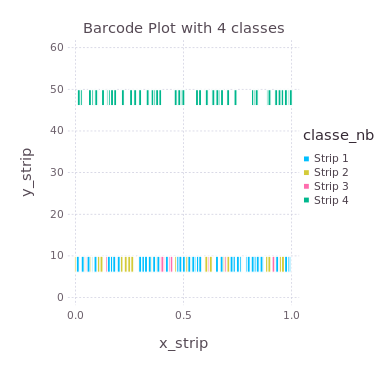 Barcode Plot with 4 classes
60
50
40
30
20
10
0
y_strip
0.0 0.5 1.0
x_strip
classe_nb
Strip 1
Strip 2
Strip 3
Strip 4